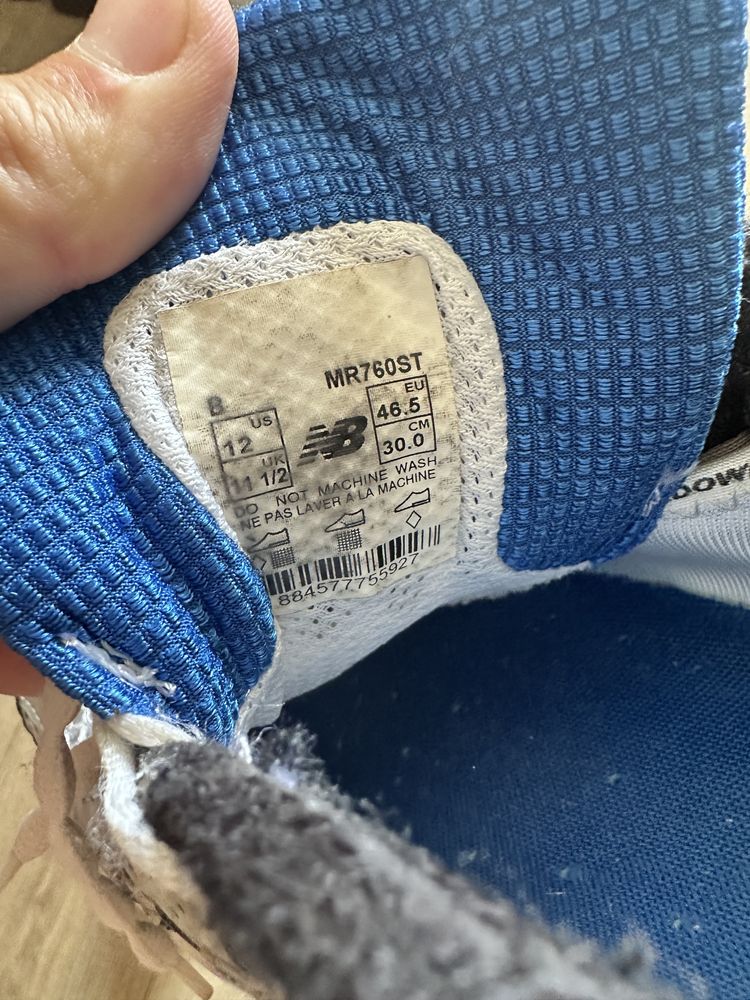 MR760ST
B
US
12
UK
11 1/2
NB
EU
46.5
CM
30.0
DO NOT MACHINE WASH
NE PAS LAVER A LA MACHINE
884577755927